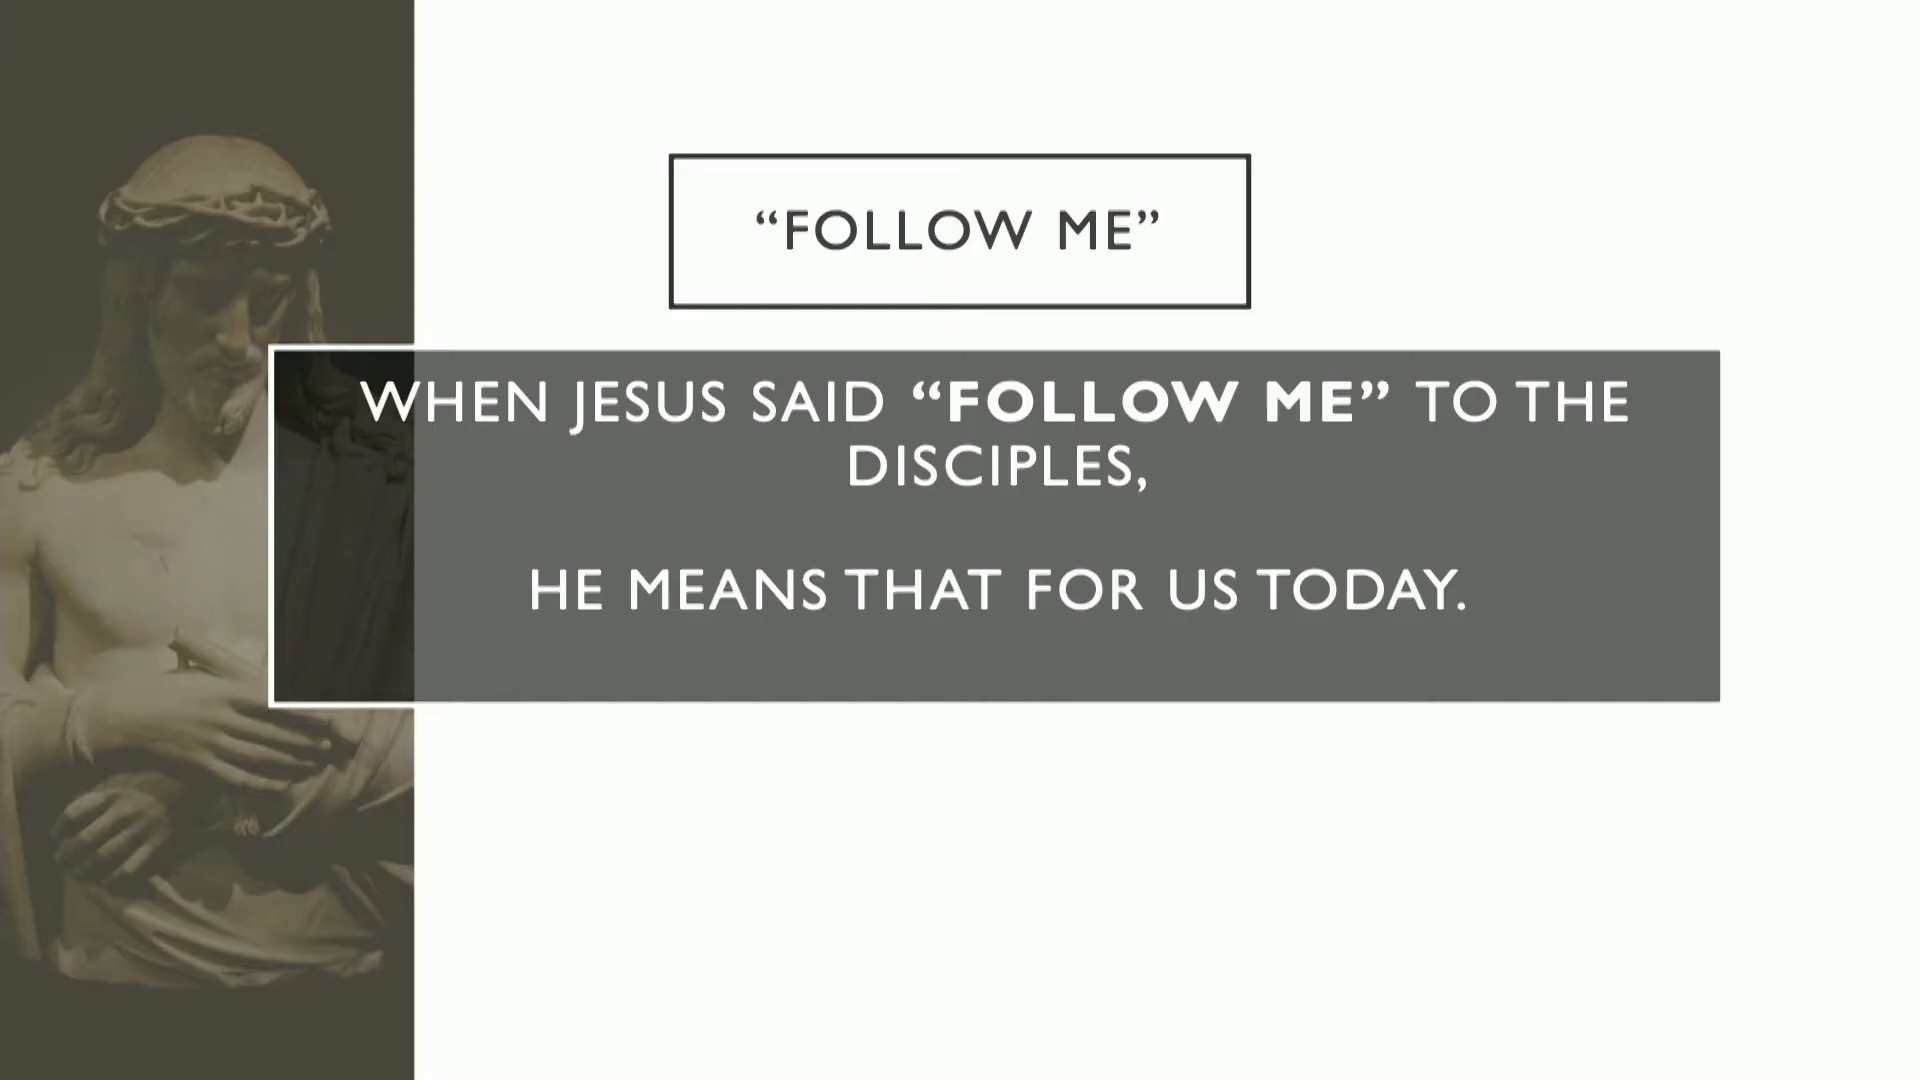 “FOLLOW ME”
WHEN JESUS SAID “FOLLOW ME” TO THE
DISCIPLES,
HE MEANS THAT FOR US TODAY.